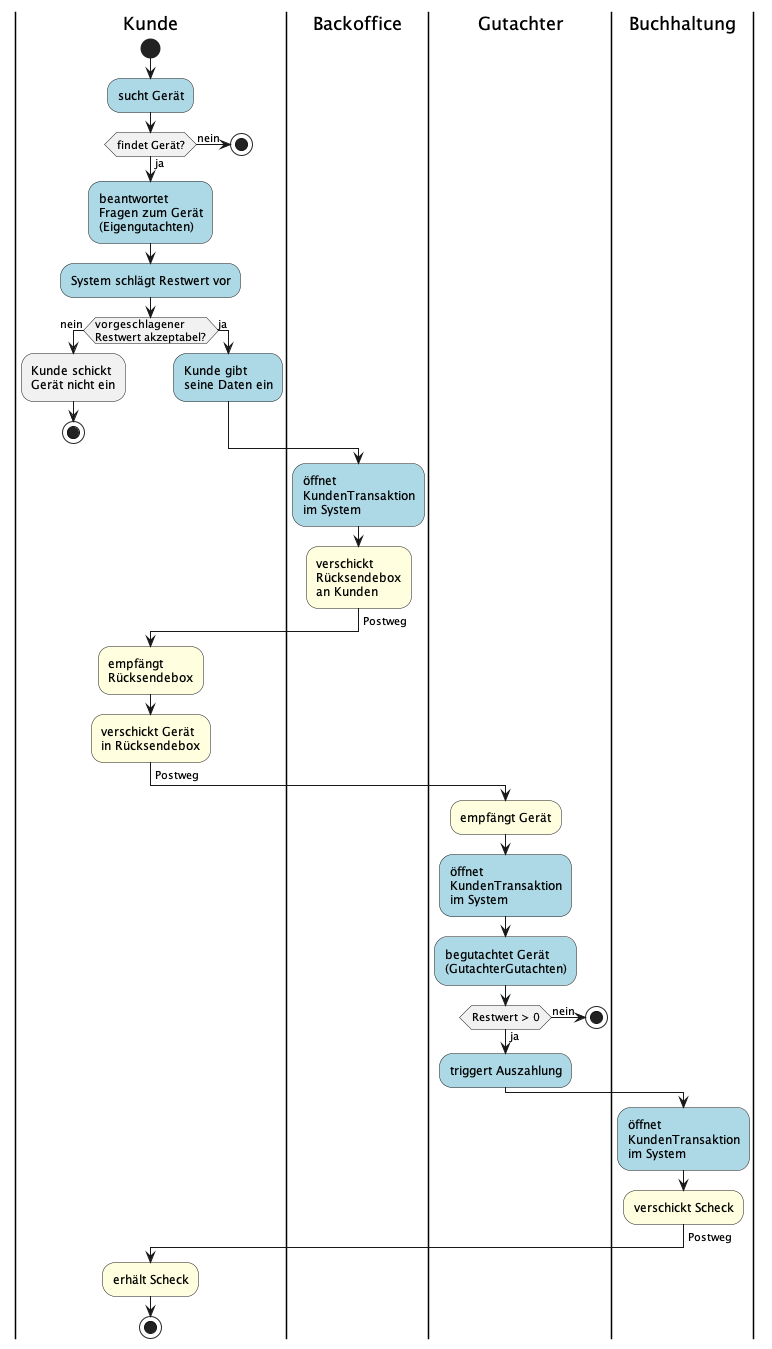 Kunde
Backoffice
Gutachter
Buchhaltung
sucht Gerät
findet Gerät?
nein
ja
beantwortet
Fragen zum Gerät
(Eigengutachten)
System schlägt Restwert vor
nein
vorgeschlagener
Restwert akzeptabel?
ja
Kunde schickt
Gerät nicht ein
Kunde gibt
seine Daten ein
öffnet
KundenTransaktion
im System
verschickt
Rücksendebox
an Kunden
Postweg
empfängt
Rücksendebox
verschickt Gerät
in Rücksendebox
Postweg
empfängt Gerät
öffnet
KundenTransaktion
im System
begutachtet Gerät
(GutachterGutachten)
Restwert > 0
nein
ja
triggert Auszahlung
öffnet
KundenTransaktion
im System
verschickt Scheck
Postweg
erhält Scheck